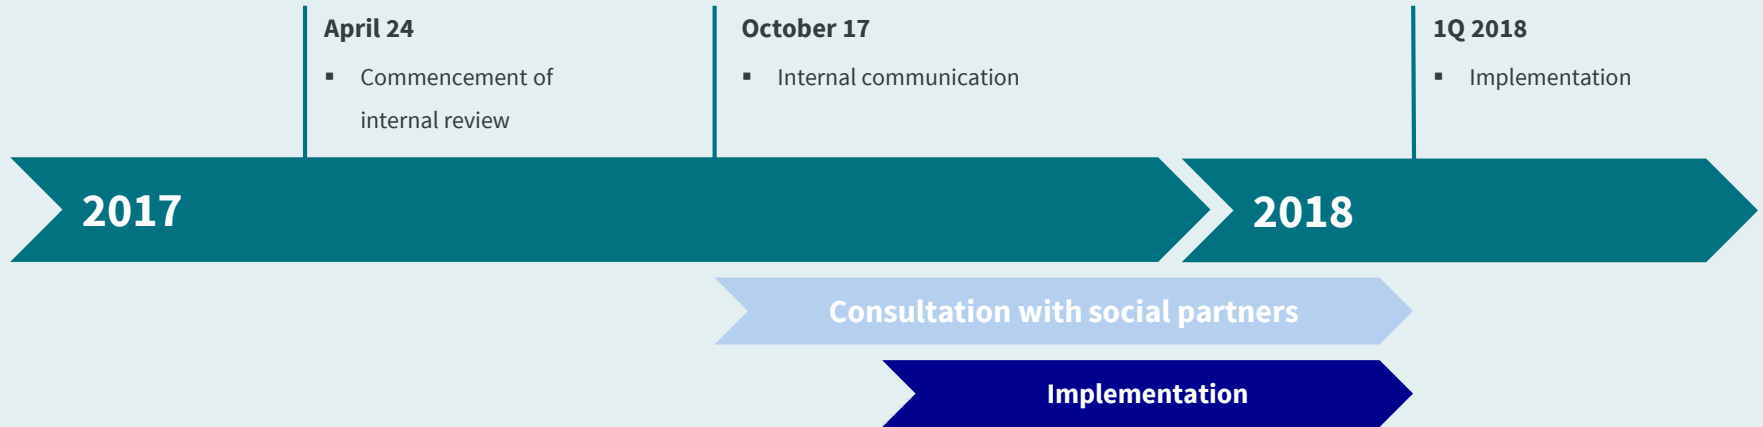 April 24
▪ Commencement of
internal review
October 17
▪ Internal communication
1Q 2018
▪ Implementation
2017
2018
Consultation with social partners
Implementation